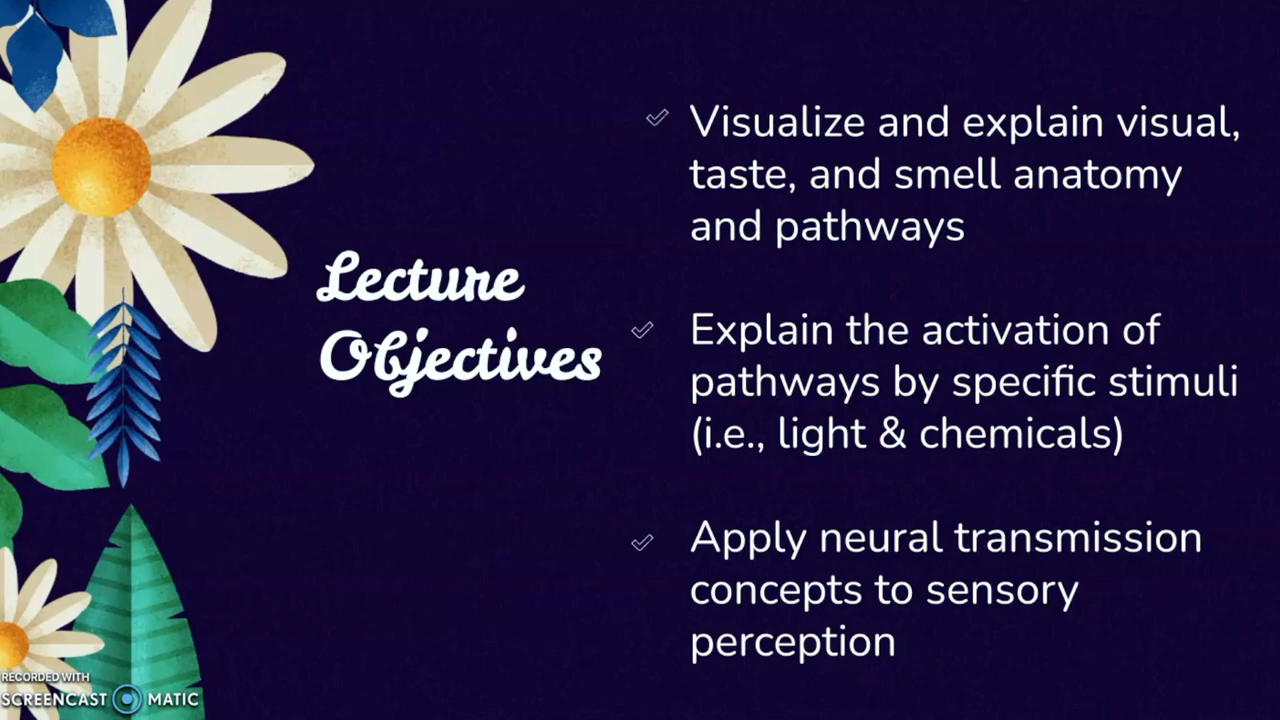 Lecture
Objectives
Visualize and explain visual,
taste, and smell anatomy
and pathways
Explain the activation of
pathways by specific stimuli
(i.e., light & chemicals)
Apply neural transmission
concepts to sensory
perception
RECORDED WITH
SCREENCAST MATIC